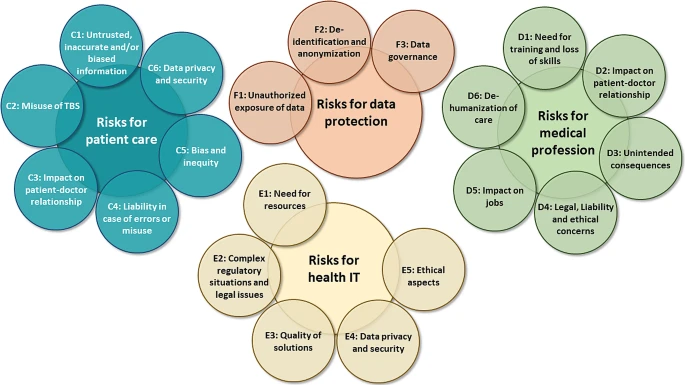 C1: Untrusted,
inaccurate and/or
biased
information
C6: Data privacy
and security
C2: Misuse of TBS
Risks for
patient care
C5: Bias and
inequity
C3: Impact on
patient-doctor
relationship
C4: Liability in
case of errors or
misuse
F2: De-
identification and
anonymization
F3: Data
governance
F1: Unauthorized
exposure of data
Risks for data
protection
D1: Need for
training and loss
of skills
D2: Impact on
patient-doctor
relationship
D6: De-
humanization of
care
Risks for
medical
profession
D3: Unintended
consequences
D5: Impact on
jobs
D4: Legal, Liability
and ethical
concerns
E1: Need for
resources
E2: Complex
regulatory
situations and
legal issues
Risks for
health IT
E5: Ethical
aspects
E3: Quality of
solutions
E4: Data privacy
and security